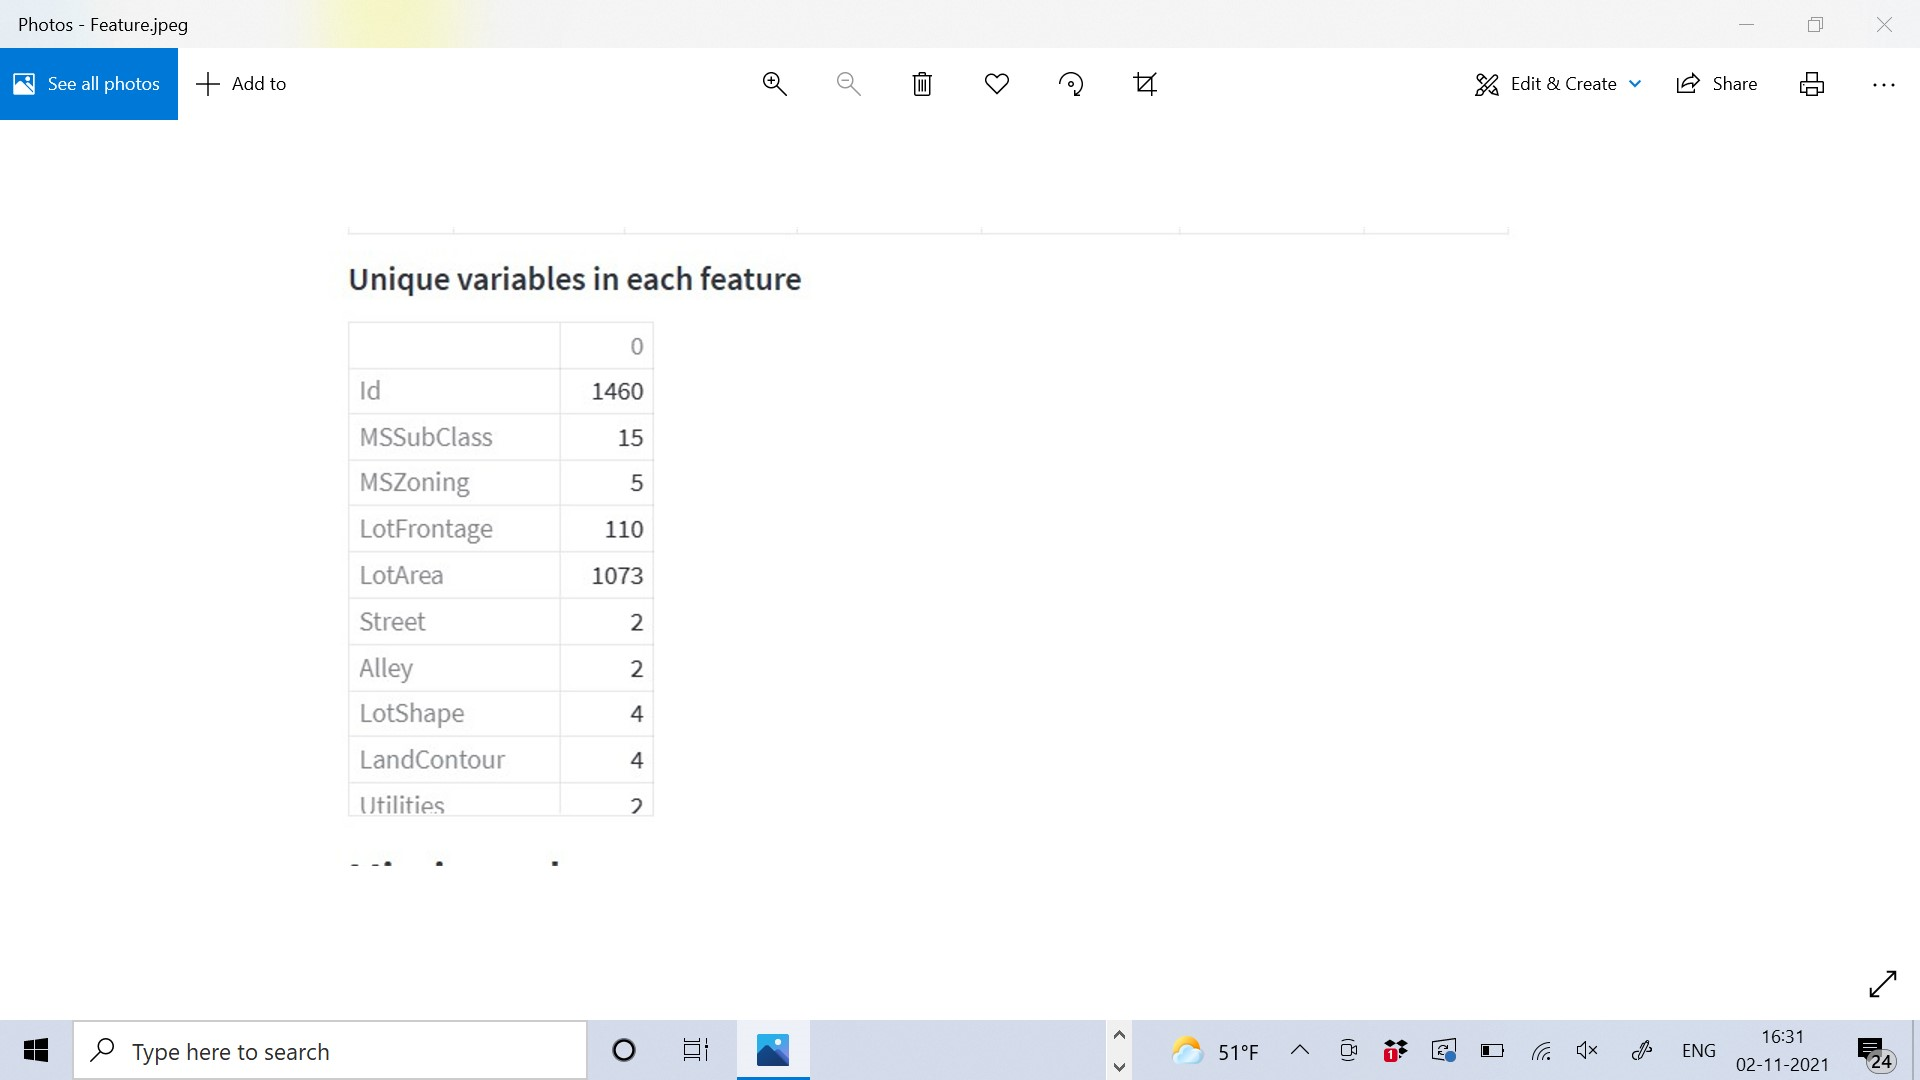 Photos - Feature.jpeg
See all photos
Add to
Edit & Create
Share
Unique variables in each feature
0
Id 1460
MSSubClass 15
MSZoning 5
LotFrontage 110
LotArea 1073
Street 2
Alley 2
LotShape 4
LandContour 4
Utilities 2
Type here to search
1
51°F
ENG
16:31
02-11-2021
24